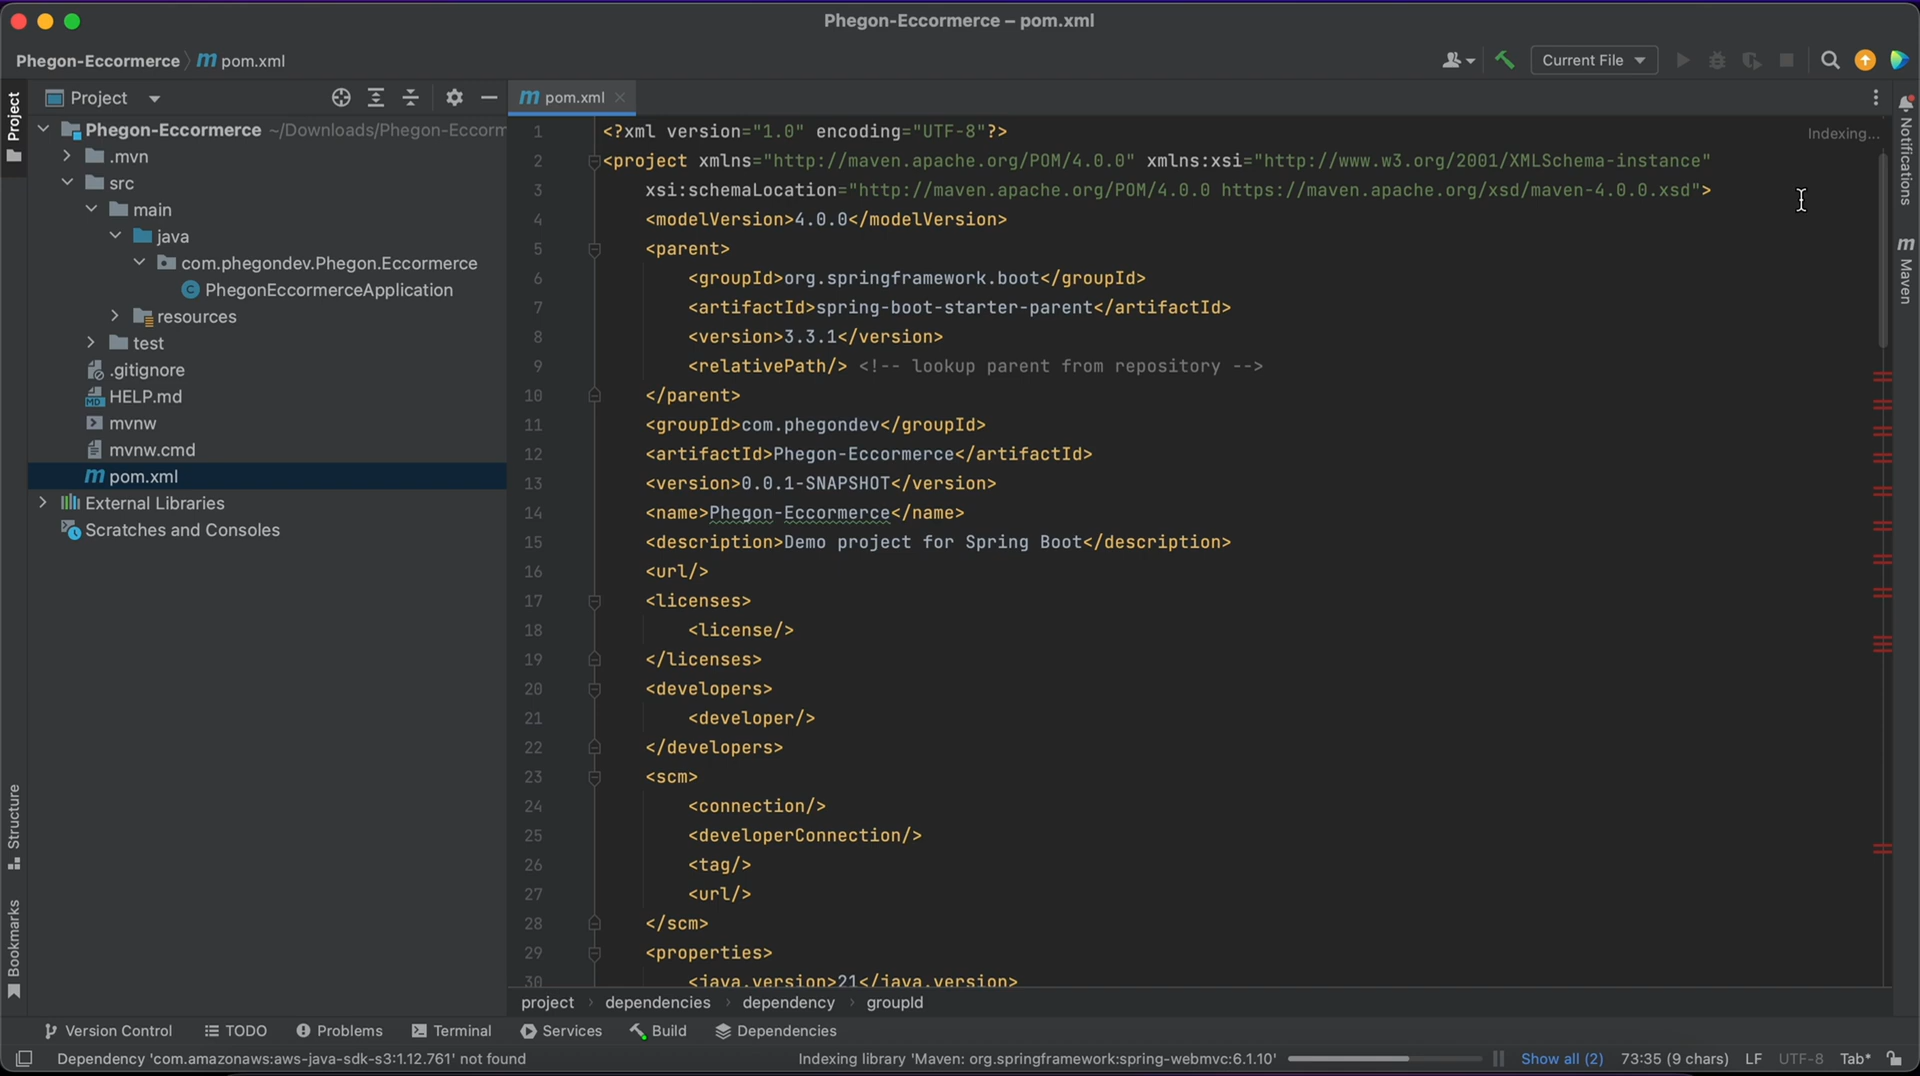 Phegon-Eccormerce – pom.xml
Phegon-Eccormerce
pom.xml
Current File
Project
Project
Phegon-Eccormerce ~/Downloads/Phegon-Eccorm
.mvn
src
main
java
com.phegondev.Phegon.Eccormerce
PhegonEccormerceApplication
resources
test
.gitignore
HELP.md
mvnw
mvnw.cmd
pom.xml
External Libraries
Scratches and Consoles
Structure
Bookmarks
pom.xml
Indexing...
1 <?xml version="1.0" encoding="UTF-8"?>
2 <project xmlns="http://maven.apache.org/POM/4.0.0" xmlns:xsi="http://www.w3.org/2001/XMLSchema-instance"
3 xsi:schemaLocation="http://maven.apache.org/POM/4.0.0 https://maven.apache.org/xsd/maven-4.0.0.xsd">
4 <modelVersion>4.0.0</modelVersion>
5 <parent>
6 <groupId>org.springframework.boot</groupId>
7 <artifactId>spring-boot-starter-parent</artifactId>
8 <version>3.3.1</version>
9 <relativePath/> <!-- lookup parent from repository -->
10 </parent>
11 <groupId>com.phegondev</groupId>
12 <artifactId>Phegon-Eccormerce</artifactId>
13 <version>0.0.1-SNAPSHOT</version>
14 <name>Phegon-Eccormerce</name>
15 <description>Demo project for Spring Boot</description>
16 <url/>
17 <licenses>
18 <license/>
19 </licenses>
20 <developers>
21 <developer/>
22 </developers>
23 <scm>
24 <connection/>
25 <developerConnection/>
26 <tag/>
27 <url/>
28 </scm>
29 <properties>
30 <java.version>21</java.version>
Notifications
Maven
project > dependencies > dependency > groupId
Version Control
TODO
Problems
Terminal
Services
Build
Dependencies
Dependency 'com.amazonaws:aws-java-sdk-s3:1.12.761' not found
Indexing library 'Maven: org.springframework:spring-webmvc:6.1.10'
Show all (2)
73:35 (9 chars)
LF
UTF-8
Tab*